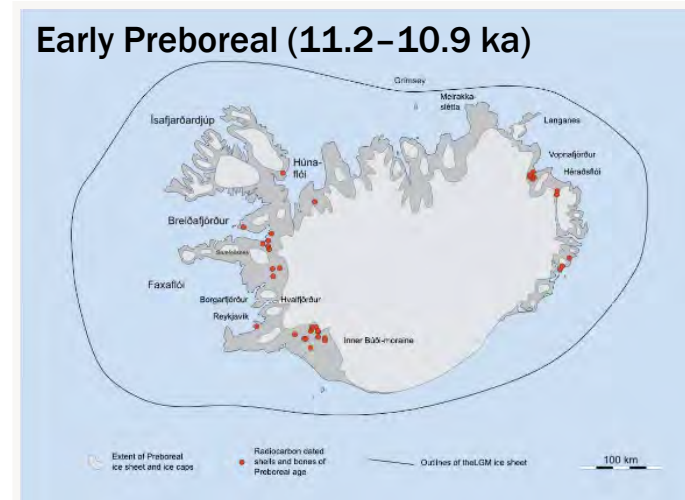 Early Preboreal (11.2–10.9 ka)
Grímsey
Meirakka-
slétta
Ísafjarðardjúp
Langanes
Húna-
flói
Vopnafjörður
Héraðsflói
Breiðafjörður
Faxaflói
Borgarfjörður
Hvalfjörður
Reykjavík
Inner Búði-moraine
Extent of Preboreal
ice sheet and ice caps
Radiocarbon dated
shells and bones of
Preboreal age
Outlines of theLGM ice sheet
100 km